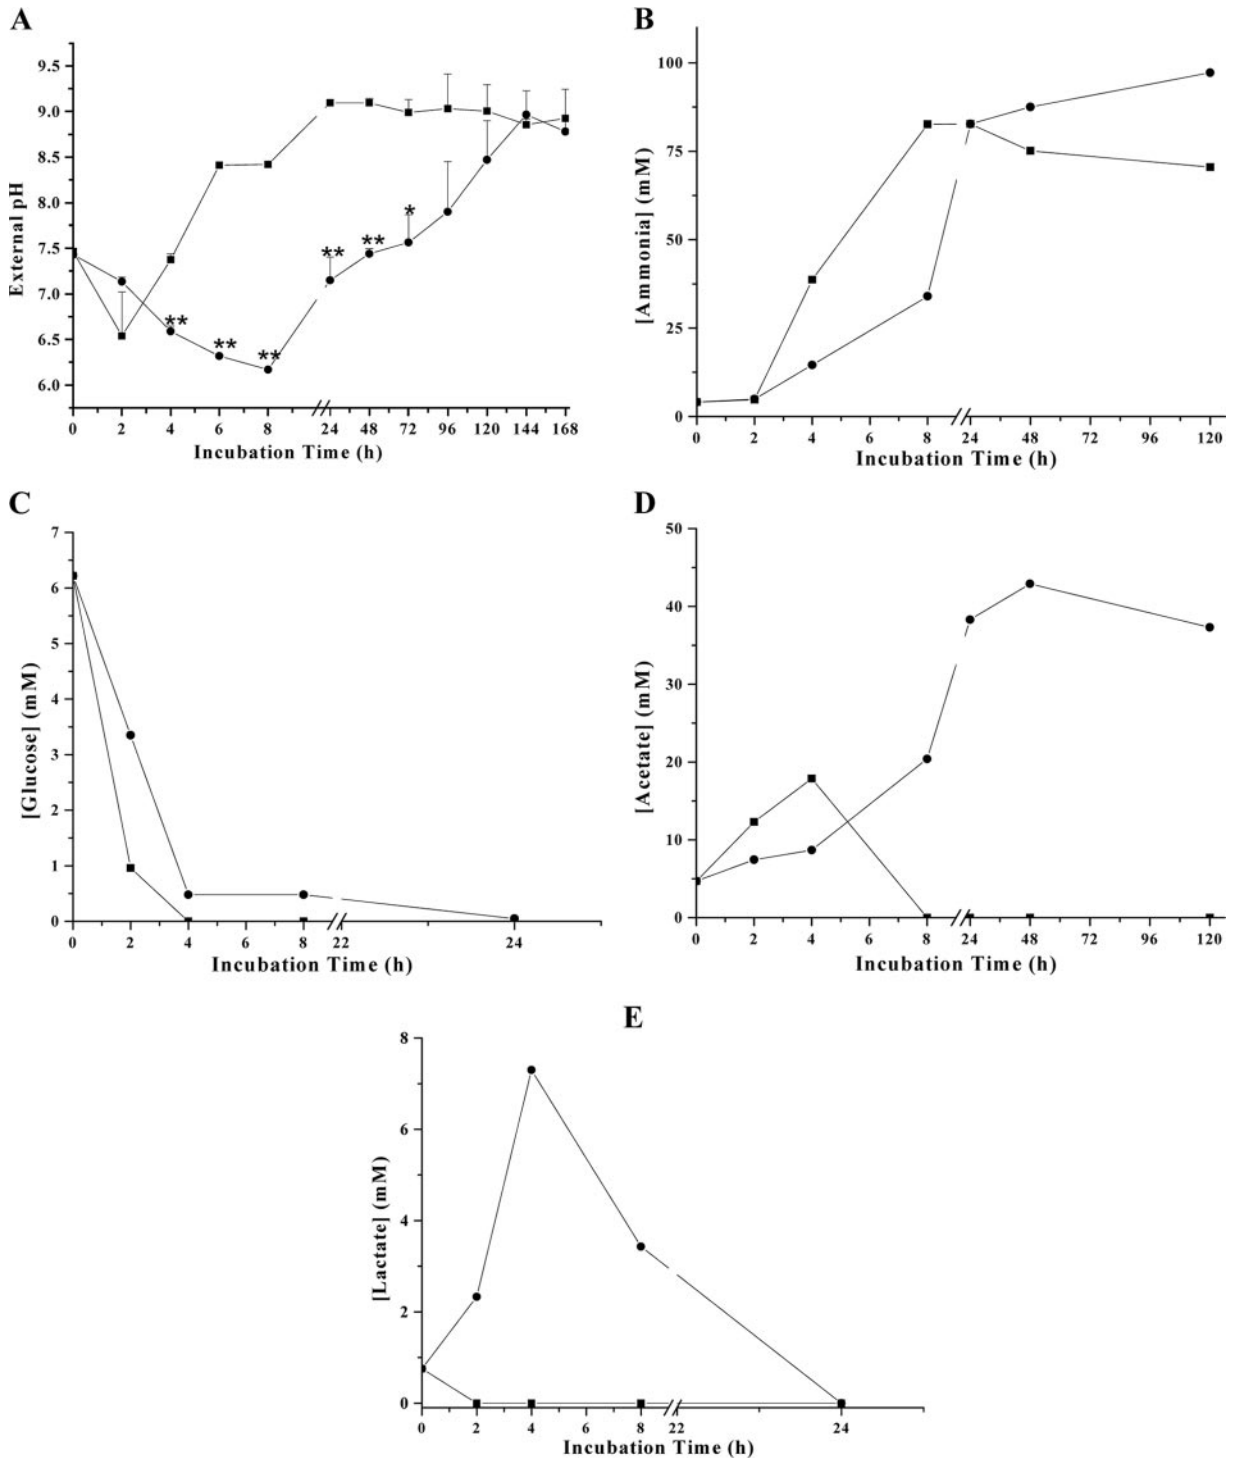 A
External pH
9.5
9.0
8.5
8.0
7.5
7.0
6.5
6.0
** ** ** ** ** *
0 2 4 6 8 24 48 72 96 120 144 168
Incubation Time (h)
B
[Ammonia] (mM)
100
75
50
25
0
0 2 4 6 8 24 48 72 96 120
Incubation Time (h)
C
[Glucose] (mM)
7
6
5
4
3
2
1
0
0 2 4 6 8 22 24
Incubation Time (h)
D
[Acetate] (mM)
50
40
30
20
10
0
0 2 4 6 8 24 48 72 96 120
Incubation Time (h)
E
[Lactate] (mM)
8
6
4
2
0
0 2 4 6 8 22 24
Incubation Time (h)